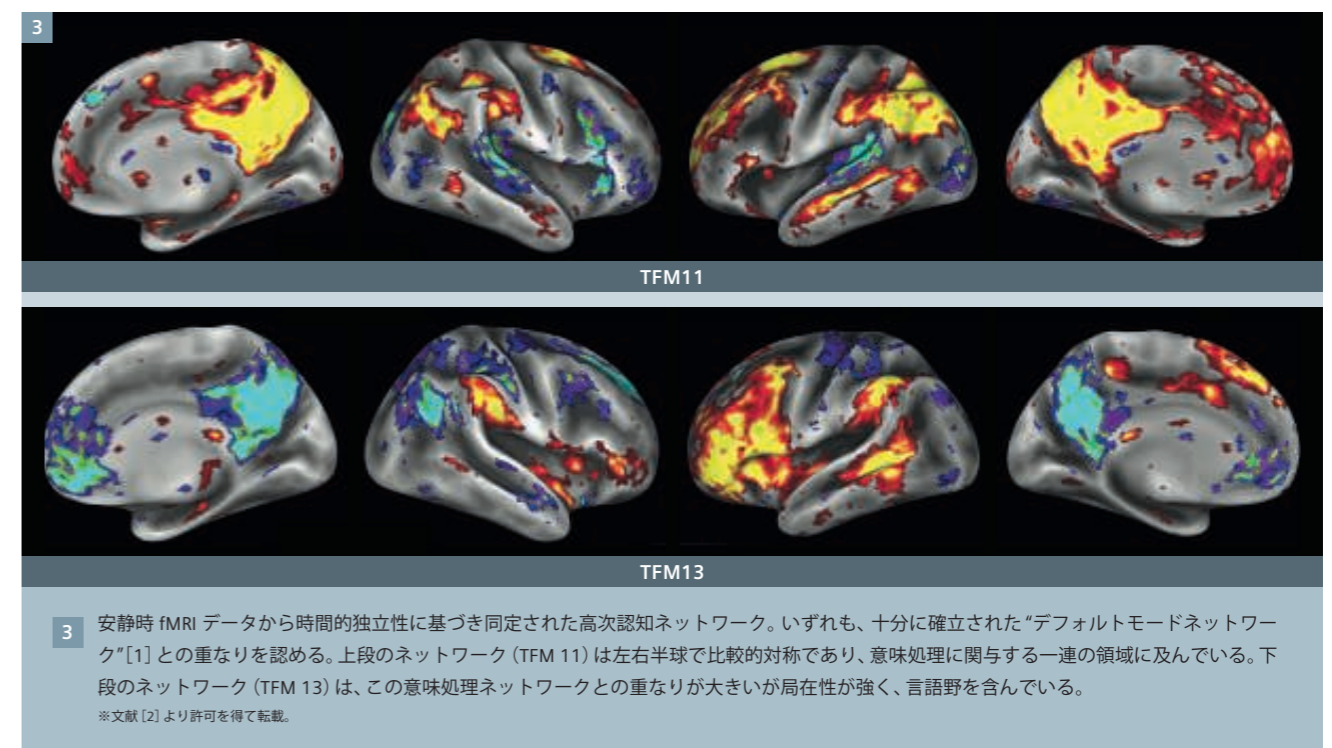 3
TFM11
TFM13
3
安静時 fMRI データから時間的独立性に基づき同定された高次認知ネットワーク。いずれも、十分に確立された “デフォルトモードネットワー
ク”[1] との重なりを認める。上段のネットワーク (TFM 11) は左右半球で比較的対称であり、意味処理に関与する一連の領域に及んでいる。下
段のネットワーク (TFM 13) は、この意味処理ネットワークとの重なりが大きいが局在性が強く、言語野を含んでいる。
※文献 [2] より許可を得て転載。